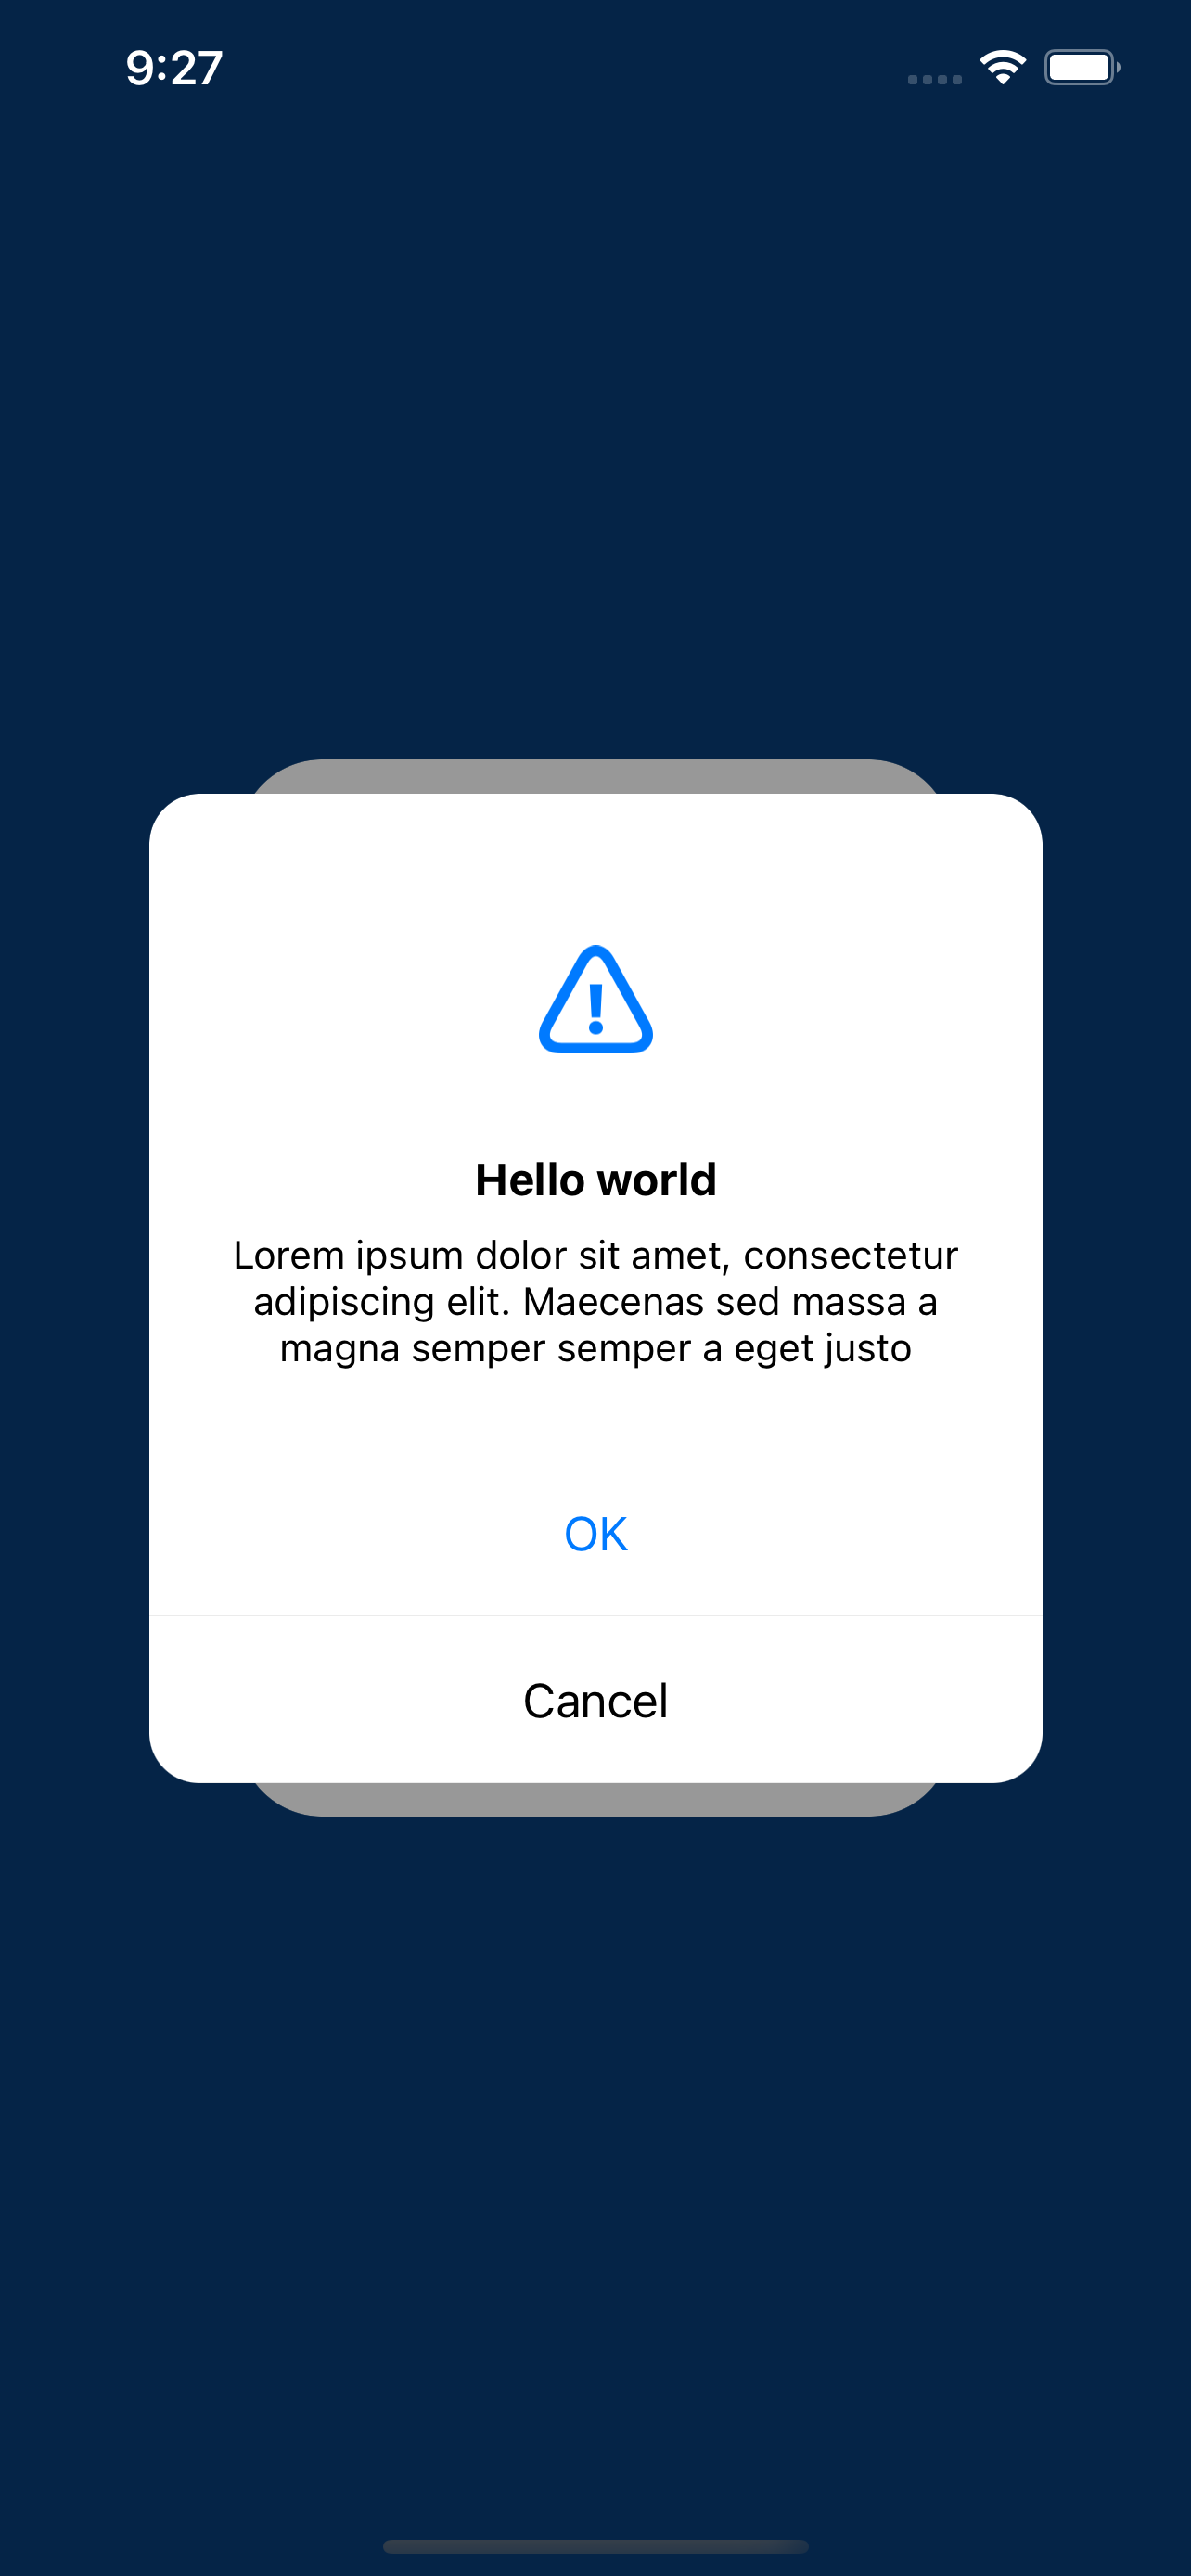 9:27
Hello world
Lorem ipsum dolor sit amet, consectetur
adipiscing elit. Maecenas sed massa a
magna semper semper a eget justo
OK
Cancel